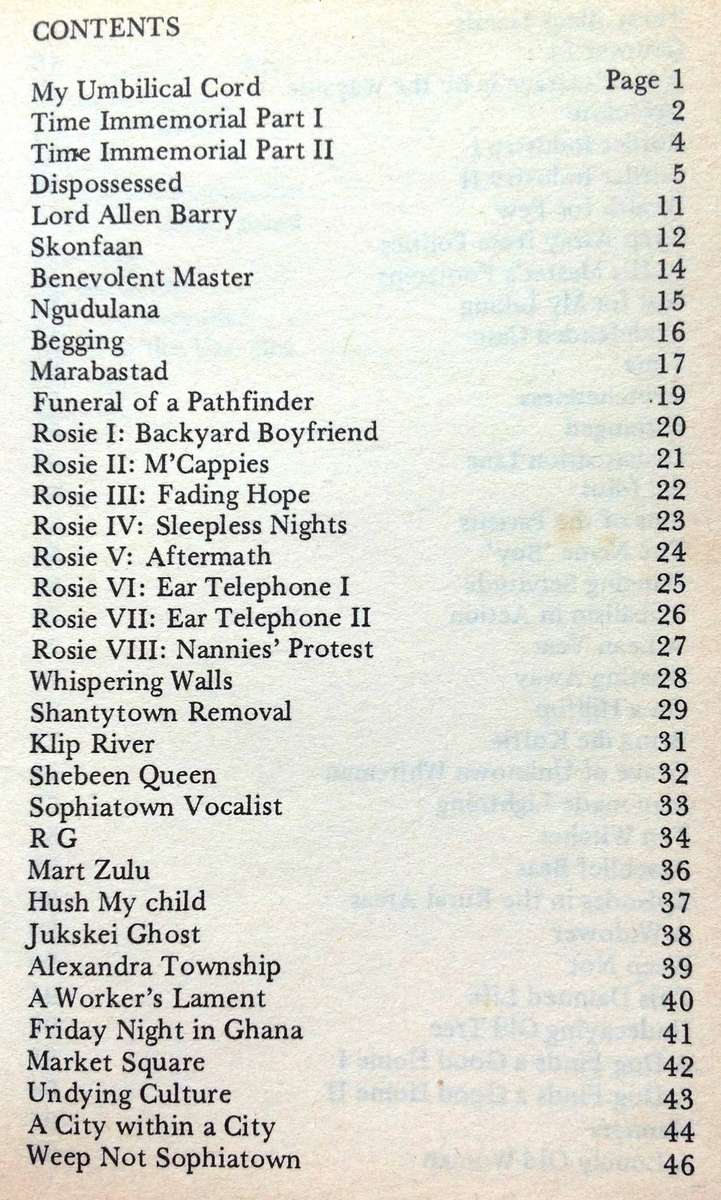 CONTENTS
My Umbilical Cord Page 1
Time Immemorial Part I 2
Time Immemorial Part II 4
Dispossessed 5
Lord Allen Barry 11
Skonfaan 12
Benevolent Master 14
Ngudulana 15
Begging 16
Marabastad 17
Funeral of a Pathfinder 19
Rosie I: Backyard Boyfriend 20
Rosie II: M'Cappies 21
Rosie III: Fading Hope 22
Rosie IV: Sleepless Nights 23
Rosie V: Aftermath 24
Rosie VI: Ear Telephone I 25
Rosie VII: Ear Telephone II 26
Rosie VIII: Nannies' Protest 27
Whispering Walls 28
Shantytown Removal 29
Klip River 31
Shebeen Queen 32
Sophiatown Vocalist 33
R G 34
Mart Zulu 36
Hush My child 37
Jukskei Ghost 38
Alexandra Township 39
A Worker's Lament 40
Friday Night in Ghana 41
Market Square 42
Undying Culture 43
A City within a City 44
Weep Not Sophiatown 46